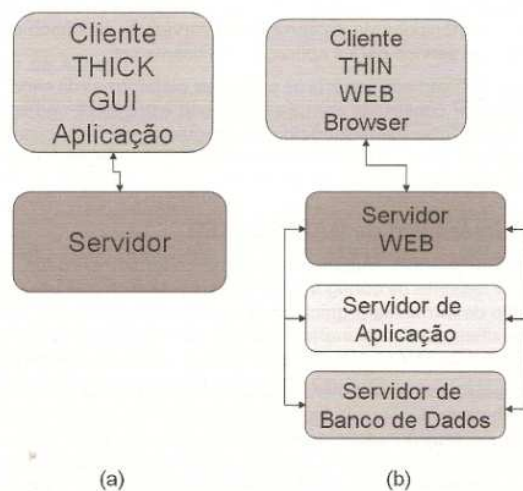 Cliente
THICK
GUI
Aplicação
Servidor
(a)
Cliente
THIN
WEB
Browser
Servidor
WEB
Servidor de
Aplicação
Servidor de
Banco de Dados
(b)